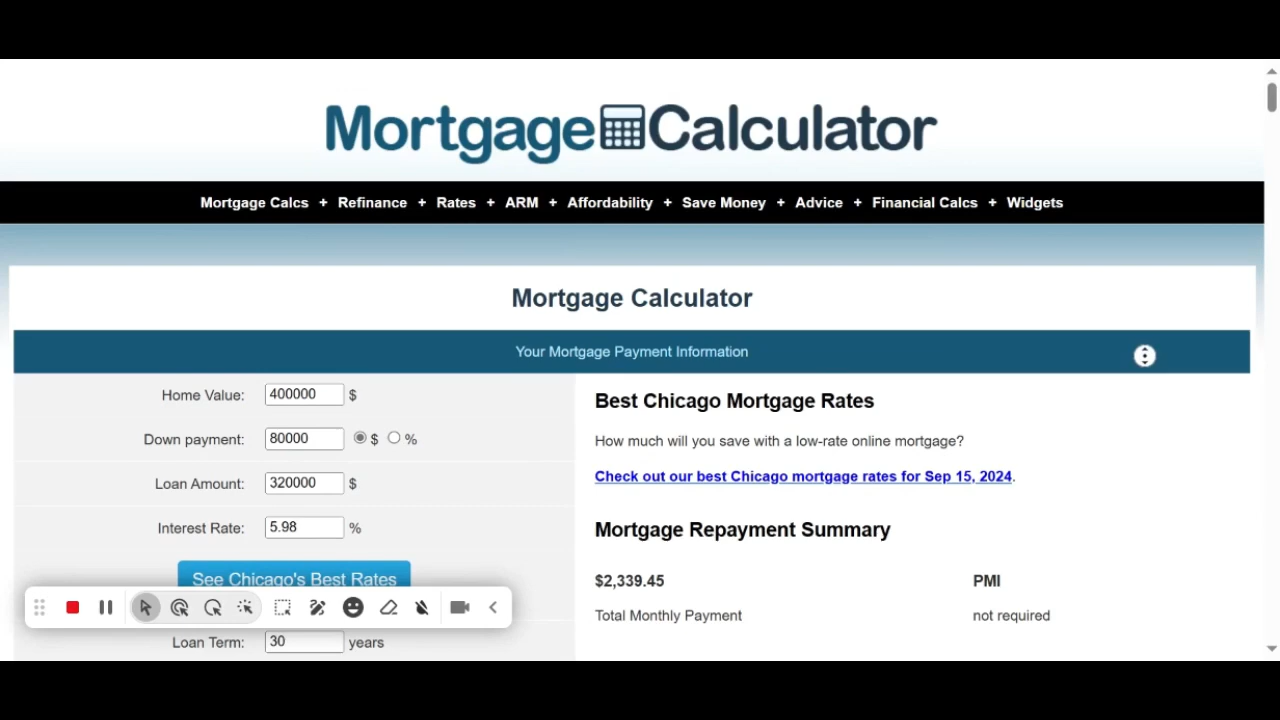 Mortgage Calculator
Mortgage Calcs + Refinance + Rates + ARM + Affordability + Save Money + Advice + Financial Calcs + Widgets
Mortgage Calculator
Your Mortgage Payment Information
Home Value: 400000 $
Down payment: 80000 $ %
Loan Amount: 320000 $
Interest Rate: 5.98 %
See Chicago's Best Rates
Loan Term: 30 years
Best Chicago Mortgage Rates
How much will you save with a low-rate online mortgage?
Check out our best Chicago mortgage rates for Sep 15, 2024.
Mortgage Repayment Summary
$2,339.45 PMI
Total Monthly Payment not required